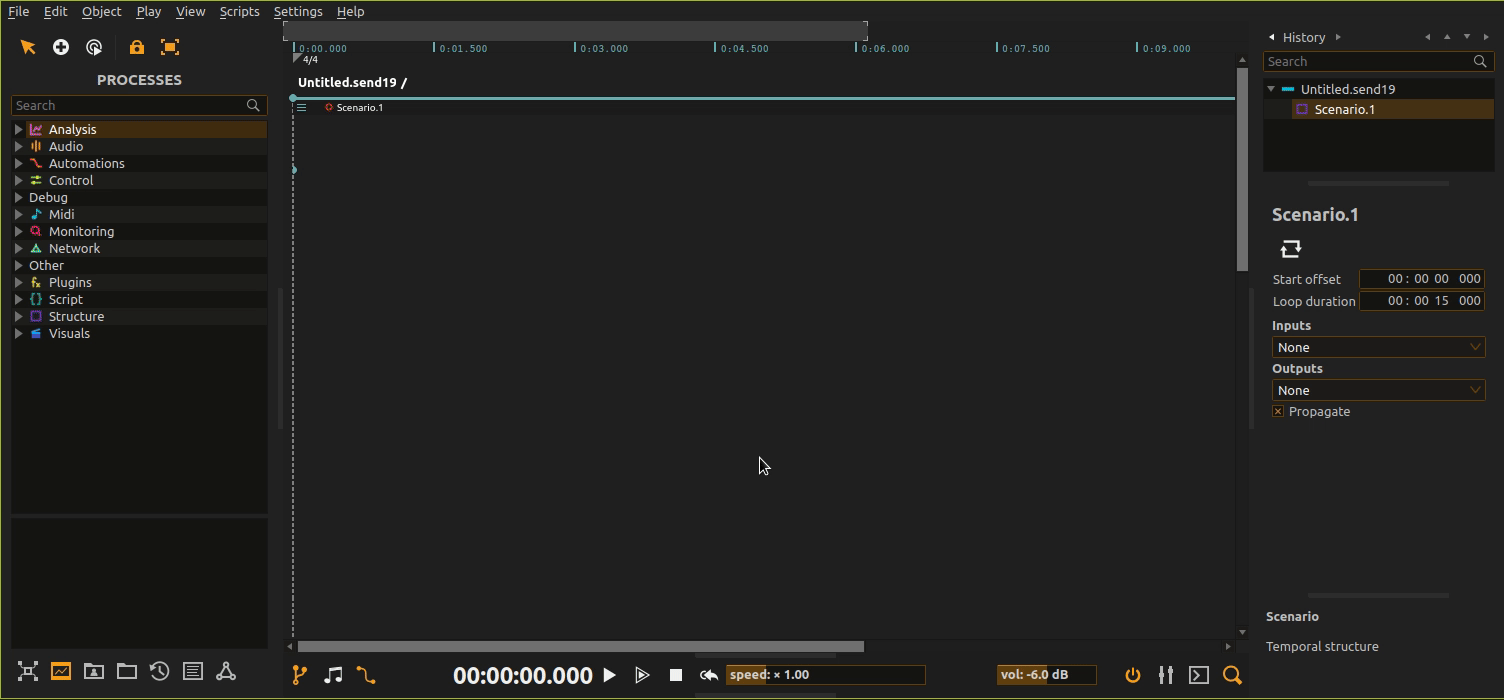 File Edit Object Play View Scripts Settings Help
0:00.000 0:01.500 0:03.000 0:04.500 0:06.000 0:07.500 0:09.000
4/4
PROCESSES
Search
Analysis
Audio
Automations
Control
Debug
Midi
Monitoring
Network
Other
Plugins
Script
Structure
Visuals
Untitled.send19 /
Scenario.1
00:00:00.000
speed: × 1.00
vol: -6.0 dB
History
Search
Untitled.send19
Scenario.1
Scenario.1
Start offset 00: 00 00 000
Loop duration 00: 00 15 000
Inputs
None
Outputs
None
Propagate
Scenario
Temporal structure